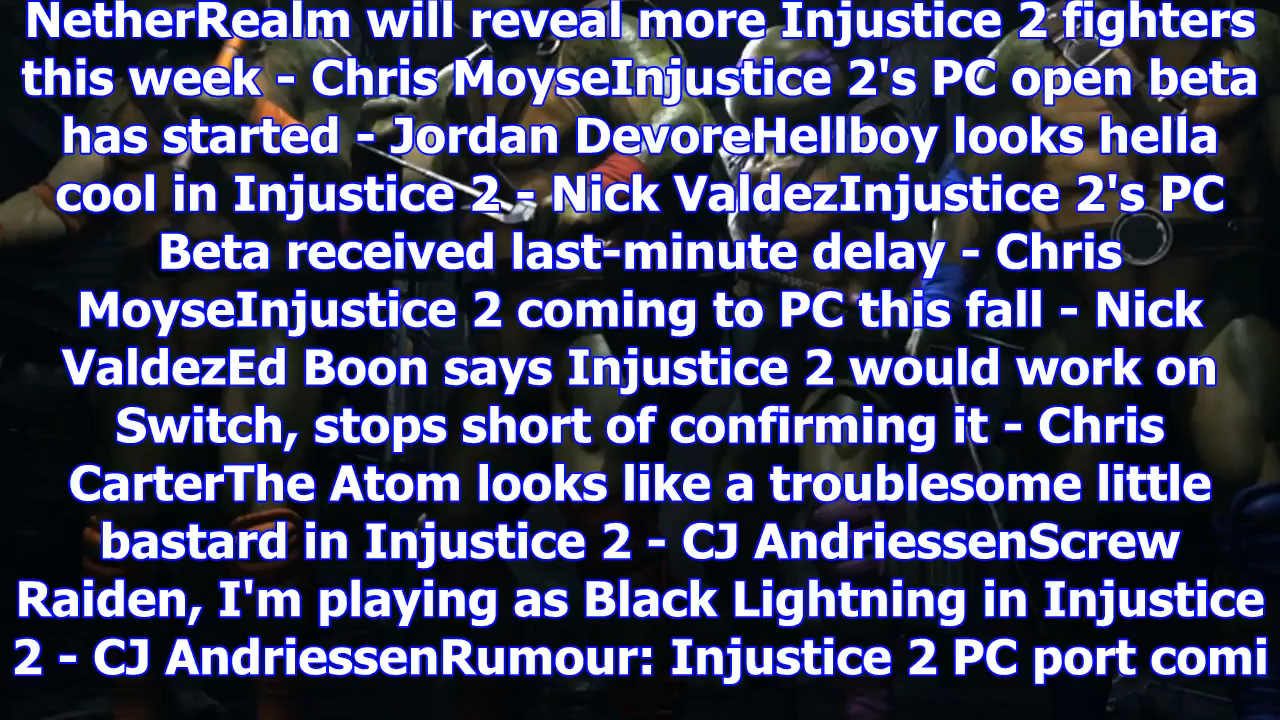 NetherRealm will reveal more Injustice 2 fighters
this week - Chris MoyseInjustice 2's PC open beta
has started - Jordan DevoreHellboy looks hella
cool in Injustice 2 - Nick ValdezInjustice 2's PC
Beta received last-minute delay - Chris
MoyseInjustice 2 coming to PC this fall - Nick
ValdezEd Boon says Injustice 2 would work on
Switch, stops short of confirming it - Chris
CarterThe Atom looks like a troublesome little
bastard in Injustice 2 - CJ AndriessenScrew
Raiden, I'm playing as Black Lightning in Injustice
2 - CJ AndriessenRumour: Injustice 2 PC port comi